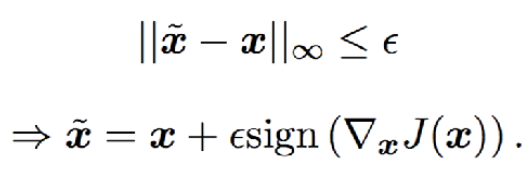 ||x̃ − x||∞ ≤ ϵ
⇒ x̃ = x + ϵsign (∇ₓJ(x)) .